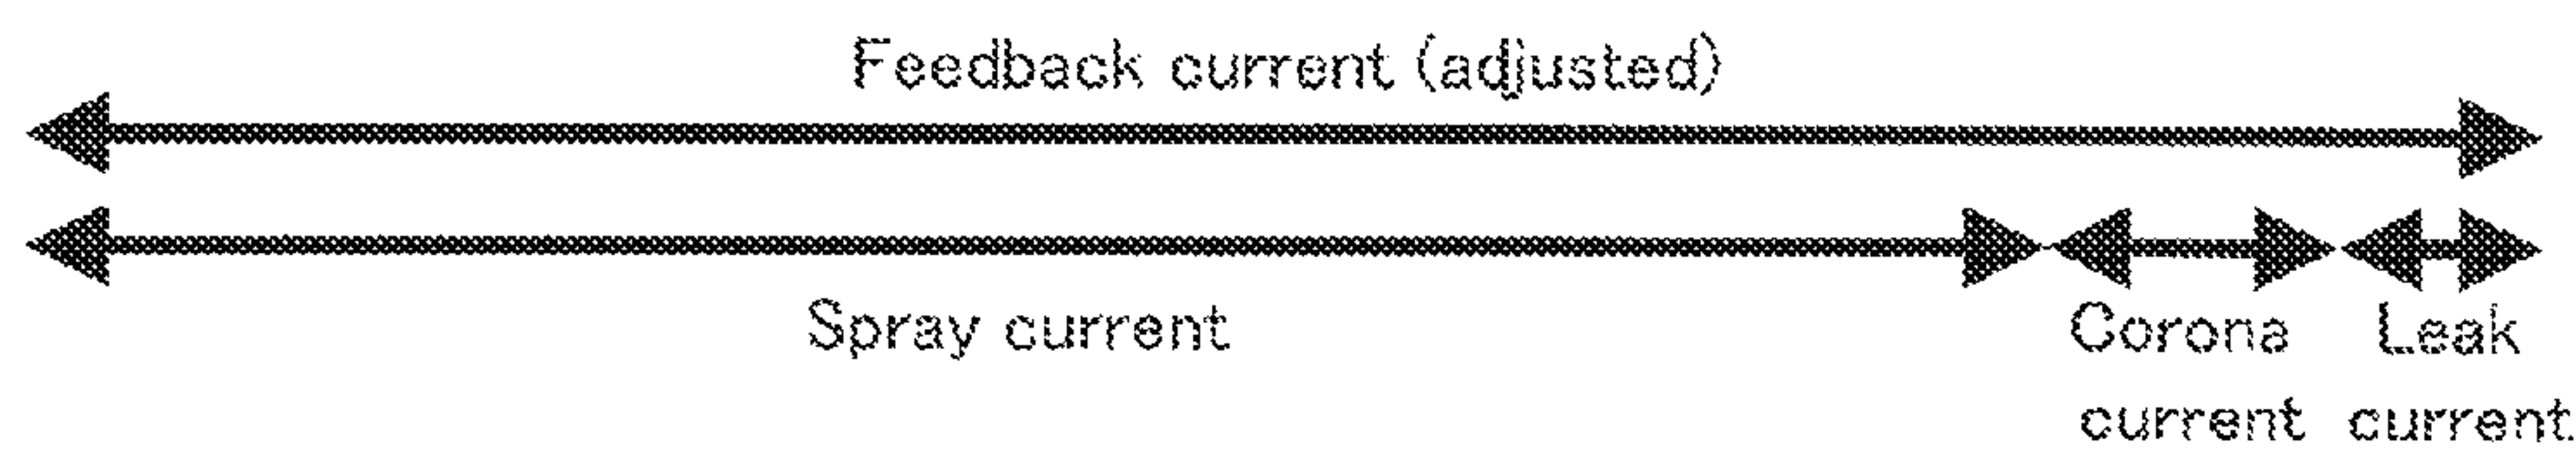 Feedback current (adjusted)
Spray current
Corona current
Leak current